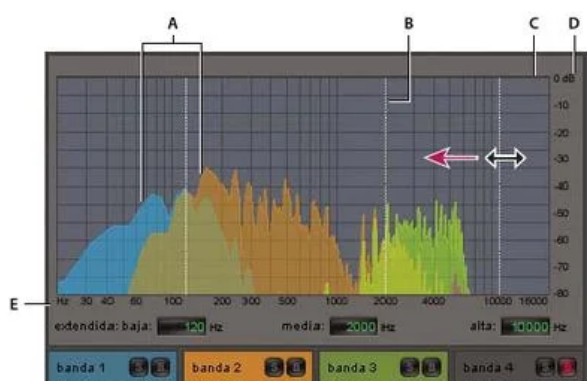 A B C D
0 dB
-10
-20
-30
-40
-50
-60
-70
-80
E
Hz 30 40 60 100 200 300 500 1000 2000 4000 10000 16000
extendida: baja: 120 Hz media: 2000 Hz alta: 10000 Hz
banda 1 S B banda 2 S B banda 3 S B banda 4 S B